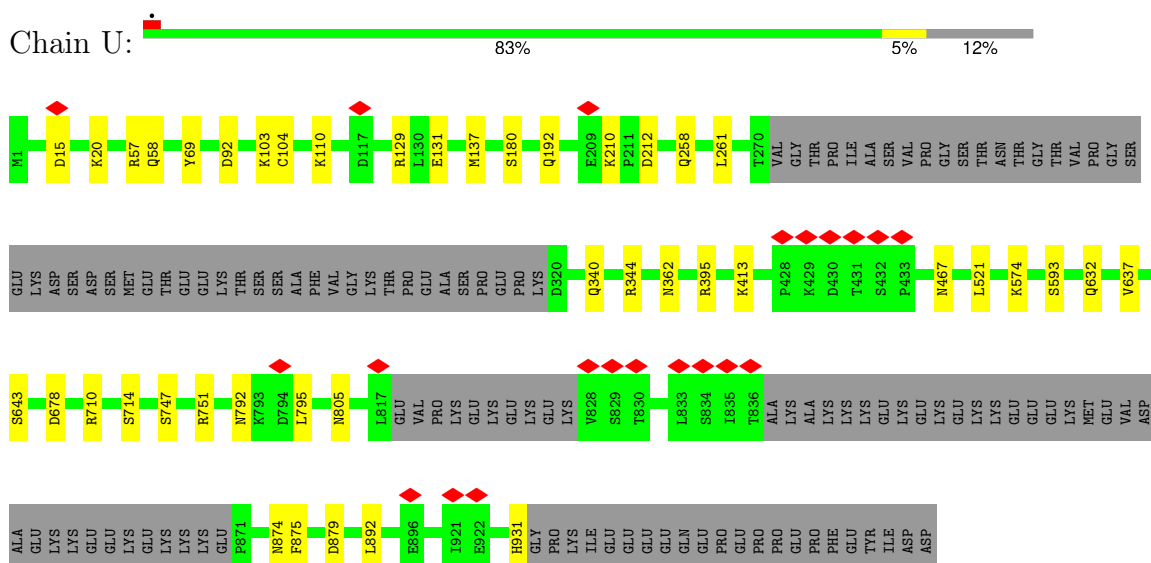 Chain U: 83% 5% 12%
M1 D15 K20 R57 Q58 Y69 D92 K103 C104 K110 D117 R129 L130 E131 M137 S180 Q192 E209 K210 P211 D212 Q258 L261 T270 VAL GLY THR PRO ILE ALA SER VAL PRO GLY SER THR ASN THR GLY THR VAL PRO GLY SER
GLU LYS ASP SER ASP SER MET GLU THR GLU GLU LYS THR SER SER ALA PHE VAL GLY LYS THR PRO GLU ALA SER PRO GLU PRO LYS D320 Q340 R344 N362 R395 K413 P428 K429 D430 T431 S432 P433 N467 L521 K574 S593 Q632 V637
S643 D678 R710 S714 S747 R751 N792 K793 D794 L795 N805 L817 GLU VAL PRO LYS GLU LYS GLU LYS GLU LYS V828 S829 T830 L833 S834 I835 T836 ALA LYS ALA LYS LYS LYS GLU LYS GLU LYS GLU LYS LYS GLU GLU GLU LYS MET GLU VAL ASP
ALA GLU LYS LYS GLU GLU LYS GLU LYS LYS LYS GLU P871 N874 F875 D879 L892 E896 I921 E922 H931 GLY PRO LYS ILE GLU GLU GLU GLU GLN GLU PRO GLU PRO PRO GLU PRO PHE GLU TYR ILE ASP ASP